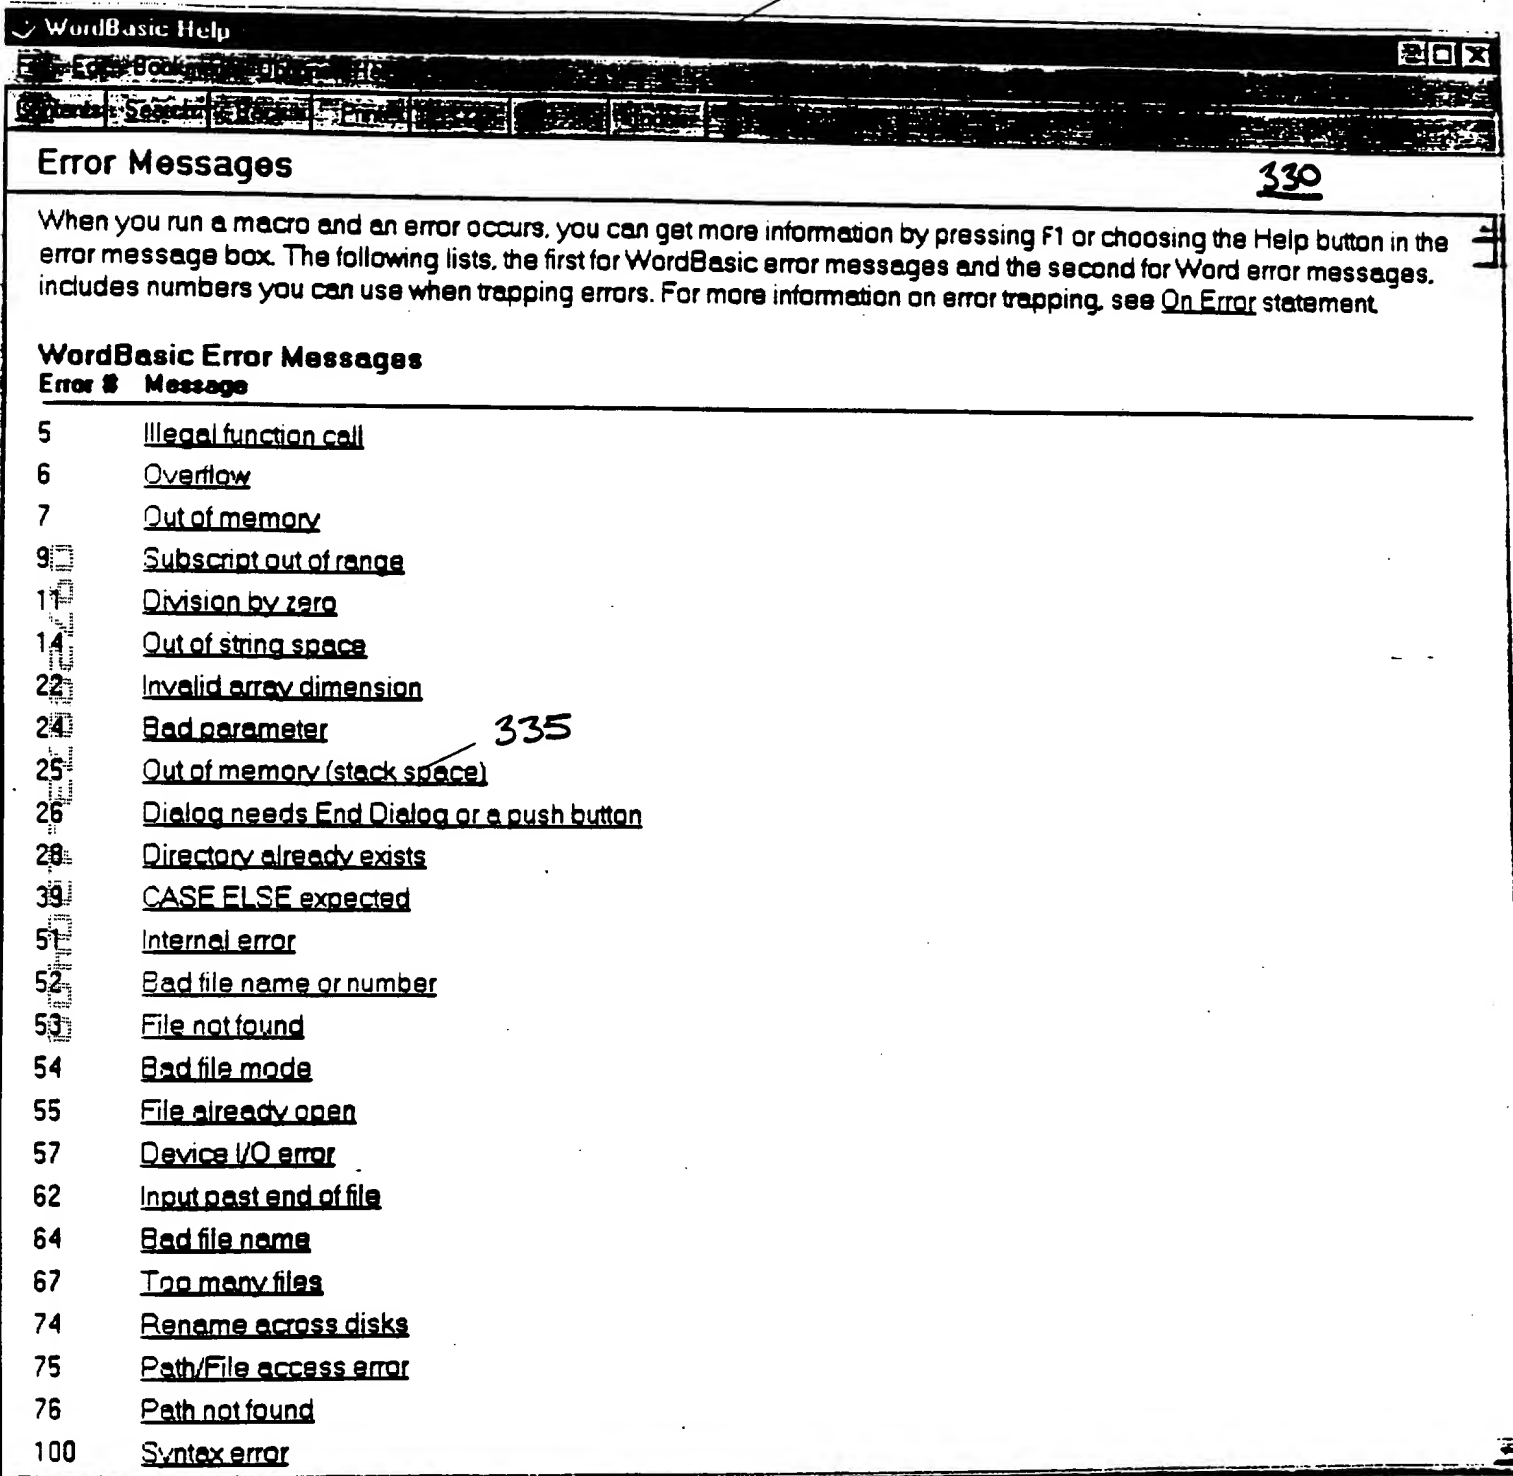 WordBasic Help
Error Messages
330
When you run a macro and an error occurs, you can get more information by pressing F1 or choosing the Help button in the
error message box. The following lists, the first for WordBasic error messages and the second for Word error messages,
includes numbers you can use when trapping errors. For more information on error trapping, see On Error statement.
WordBasic Error Messages
Error # Message
5 Illegal function call
6 Overflow
7 Out of memory
9 Subscript out of range
11 Division by zero
14 Out of string space
22 Invalid array dimension
24 Bad parameter
335
25 Out of memory (stack space)
26 Dialog needs End Dialog or a push button
28 Directory already exists
39 CASE ELSE expected
51 Internal error
52 Bad file name or number
53 File not found
54 Bad file mode
55 File already open
57 Device I/O error
62 Input past end of file
64 Bad file name
67 Too many files
74 Rename across disks
75 Path/File access error
76 Path not found
100 Syntax error